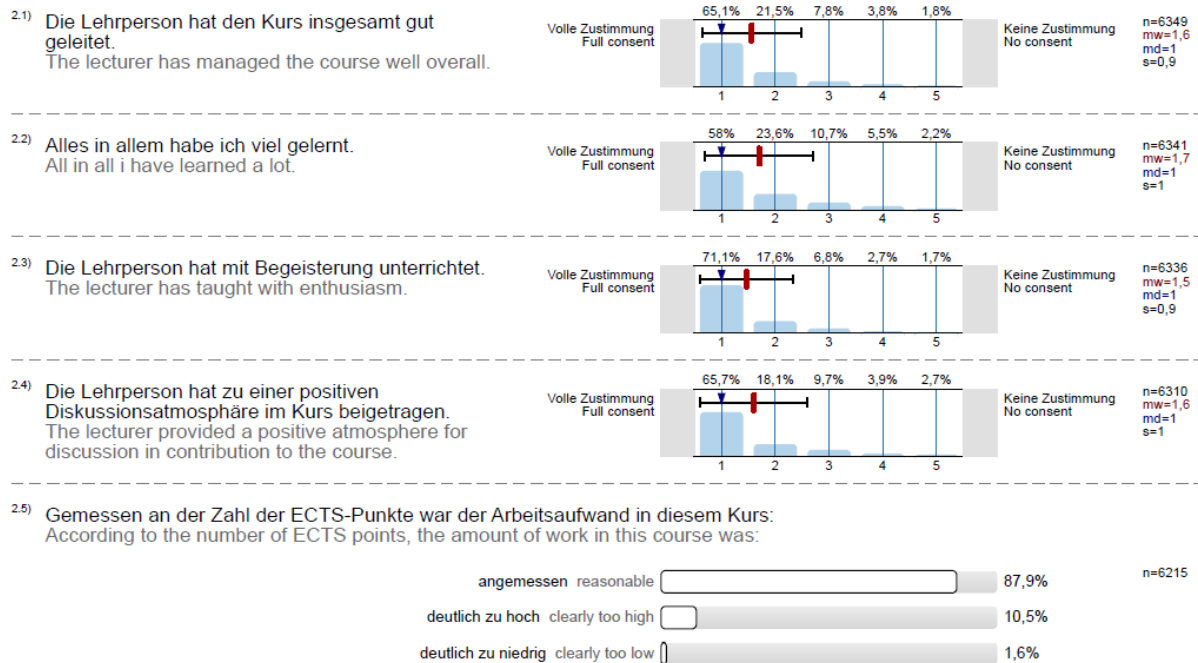 2.1) Die Lehrperson hat den Kurs insgesamt gut
geleitet.
The lecturer has managed the course well overall.
Volle Zustimmung
Full consent
65,1% 21,5% 7,8% 3,8% 1,8%
1 2 3 4 5
Keine Zustimmung
No consent
n=6349
mw=1,6
md=1
s=0,9
2.2) Alles in allem habe ich viel gelernt.
All in all i have learned a lot.
Volle Zustimmung
Full consent
58% 23,6% 10,7% 5,5% 2,2%
1 2 3 4 5
Keine Zustimmung
No consent
n=6341
mw=1,7
md=1
s=1
2.3) Die Lehrperson hat mit Begeisterung unterrichtet.
The lecturer has taught with enthusiasm.
Volle Zustimmung
Full consent
71,1% 17,6% 6,8% 2,7% 1,7%
1 2 3 4 5
Keine Zustimmung
No consent
n=6336
mw=1,5
md=1
s=0,9
2.4) Die Lehrperson hat zu einer positiven
Diskussionsatmosphäre im Kurs beigetragen.
The lecturer provided a positive atmosphere for
discussion in contribution to the course.
Volle Zustimmung
Full consent
65,7% 18,1% 9,7% 3,9% 2,7%
1 2 3 4 5
Keine Zustimmung
No consent
n=6310
mw=1,6
md=1
s=1
2.5) Gemessen an der Zahl der ECTS-Punkte war der Arbeitsaufwand in diesem Kurs:
According to the number of ECTS points, the amount of work in this course was:
angemessen reasonable 87,9% n=6215
deutlich zu hoch clearly too high 10,5%
deutlich zu niedrig clearly too low 1,6%